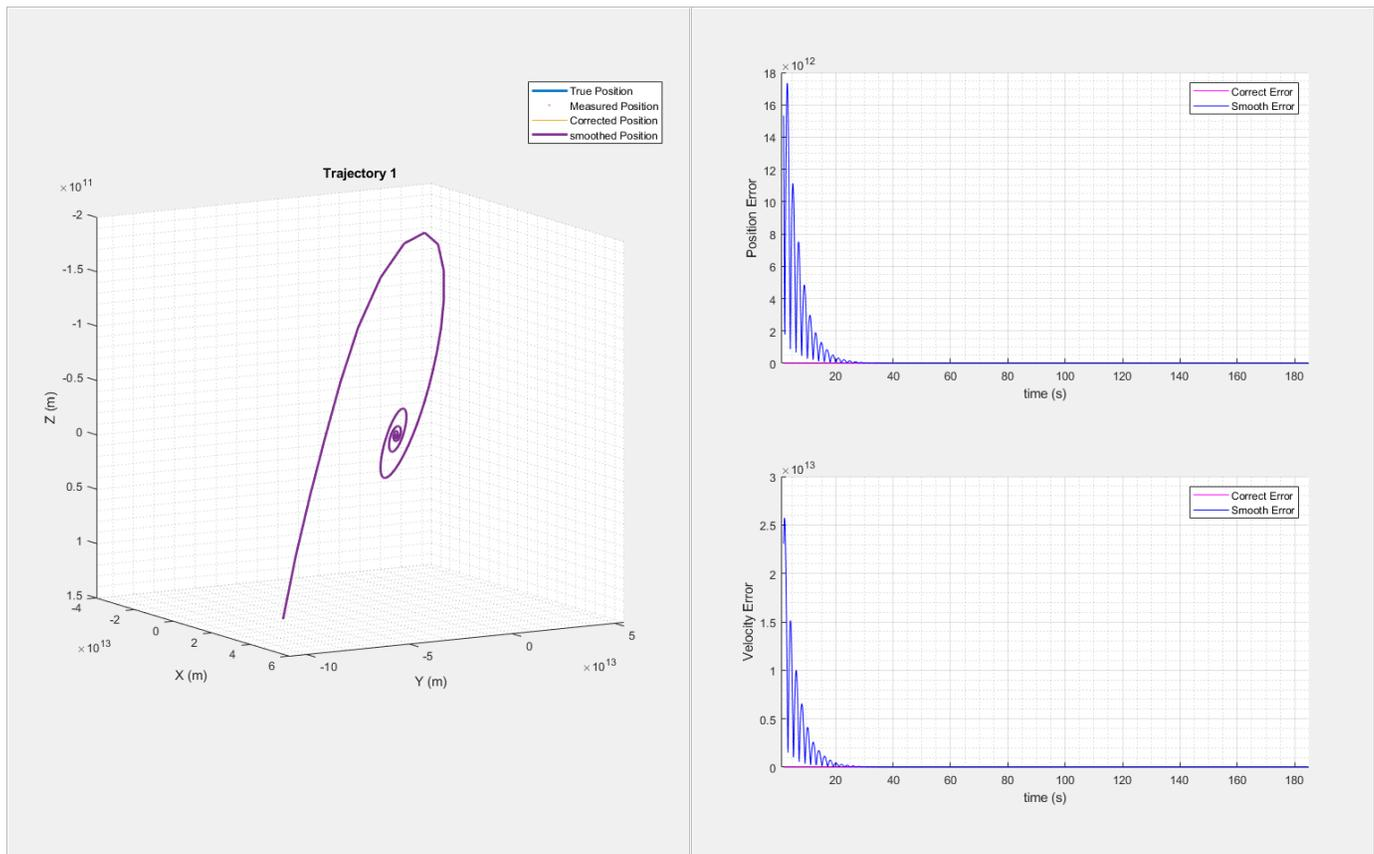 True Position
Measured Position
Corrected Position
smoothed Position
Trajectory 1
×10^11
-2
-1.5
-1
-0.5
0
0.5
1
1.5
Z (m)
-4
-2
0
2
4
6
×10^13
X (m)
-10
-5
0
5
×10^13
Y (m)
×10^12
18
16
14
12
10
8
6
4
2
0
Position Error
Correct Error
Smooth Error
20 40 60 80 100 120 140 160 180
time (s)
×10^13
3
2.5
2
1.5
1
0.5
0
Velocity Error
Correct Error
Smooth Error
20 40 60 80 100 120 140 160 180
time (s)